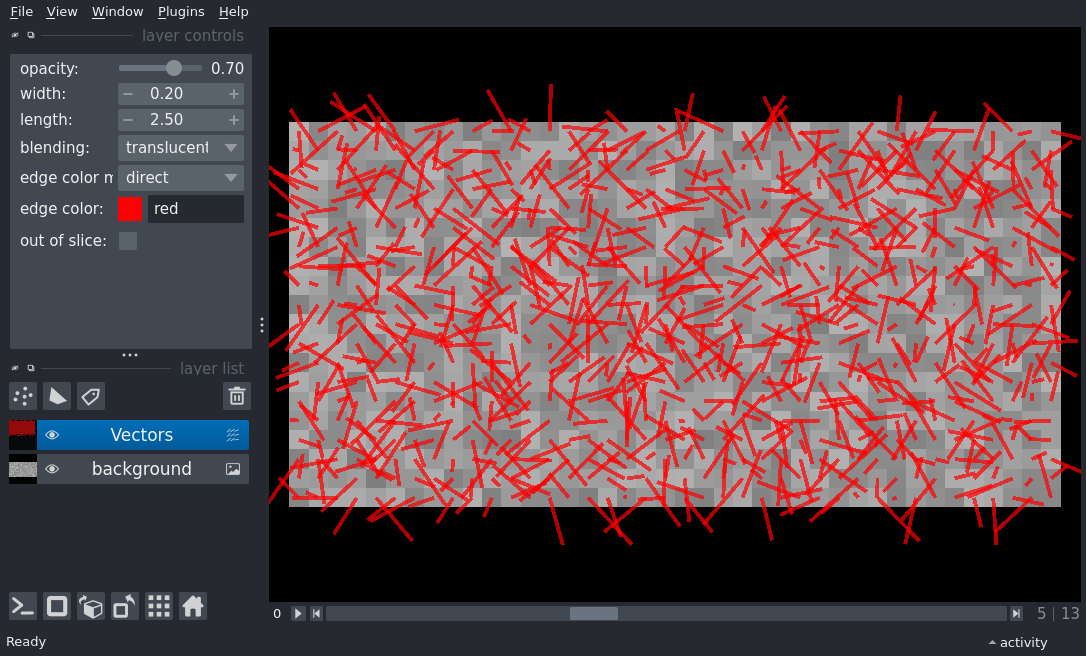 File View Window Plugins Help
layer controls
opacity: 0.70
width: − 0.20 +
length: − 2.50 +
blending: translucent
edge color m direct
edge color: red
out of slice:
layer list
Vectors
background
0 5 | 13
Ready activity